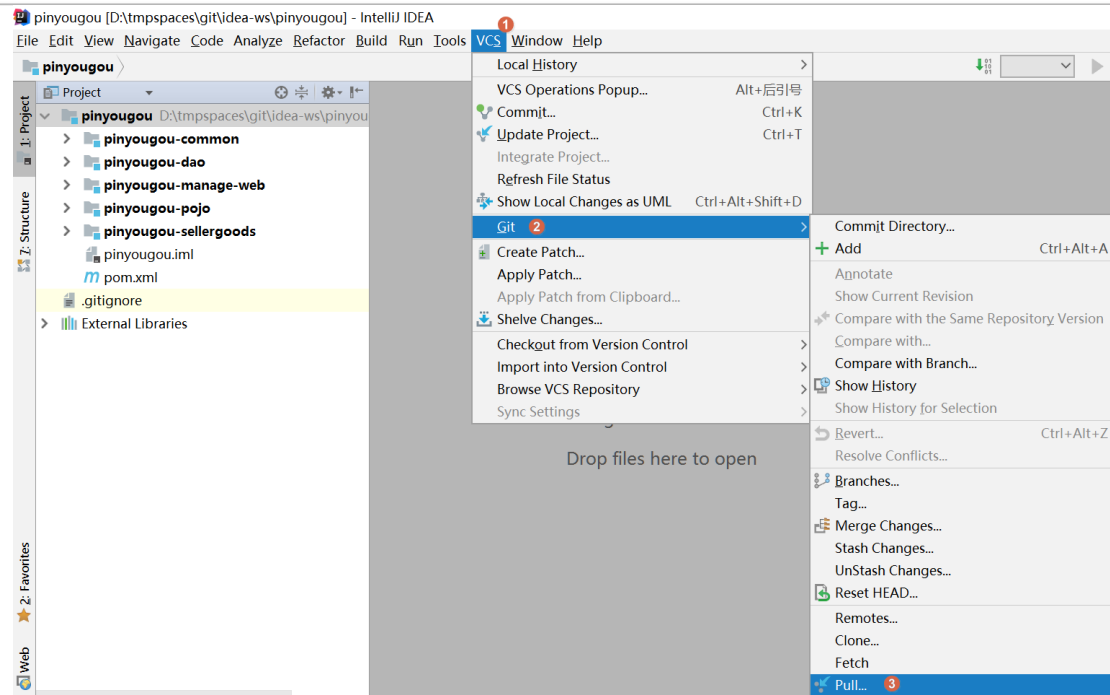 pinyougou [D:\tmpspaces\git\idea-ws\pinyougou] - IntelliJ IDEA
1
File Edit View Navigate Code Analyze Refactor Build Run Tools VCS Window Help
pinyougou
Project
1: Project
pinyougou D:\tmpspaces\git\idea-ws\pinyou
pinyougou-common
pinyougou-dao
pinyougou-manage-web
pinyougou-pojo
pinyougou-sellergoods
pinyougou.iml
pom.xml
.gitignore
External Libraries
Z: Structure
2: Favorites
Web
Local History
VCS Operations Popup... Alt+后引号
Commit... Ctrl+K
Update Project... Ctrl+T
Integrate Project...
Refresh File Status
Show Local Changes as UML Ctrl+Alt+Shift+D
Git 2
Create Patch...
Apply Patch...
Apply Patch from Clipboard...
Shelve Changes...
Checkout from Version Control
Import into Version Control
Browse VCS Repository
Sync Settings
Drop files here to open
Commit Directory...
Add Ctrl+Alt+A
Annotate
Show Current Revision
Compare with the Same Repository Version
Compare with...
Compare with Branch...
Show History
Show History for Selection
Revert... Ctrl+Alt+Z
Resolve Conflicts...
Branches...
Tag...
Merge Changes...
Stash Changes...
UnStash Changes...
Reset HEAD...
Remotes...
Clone...
Fetch
Pull... 3